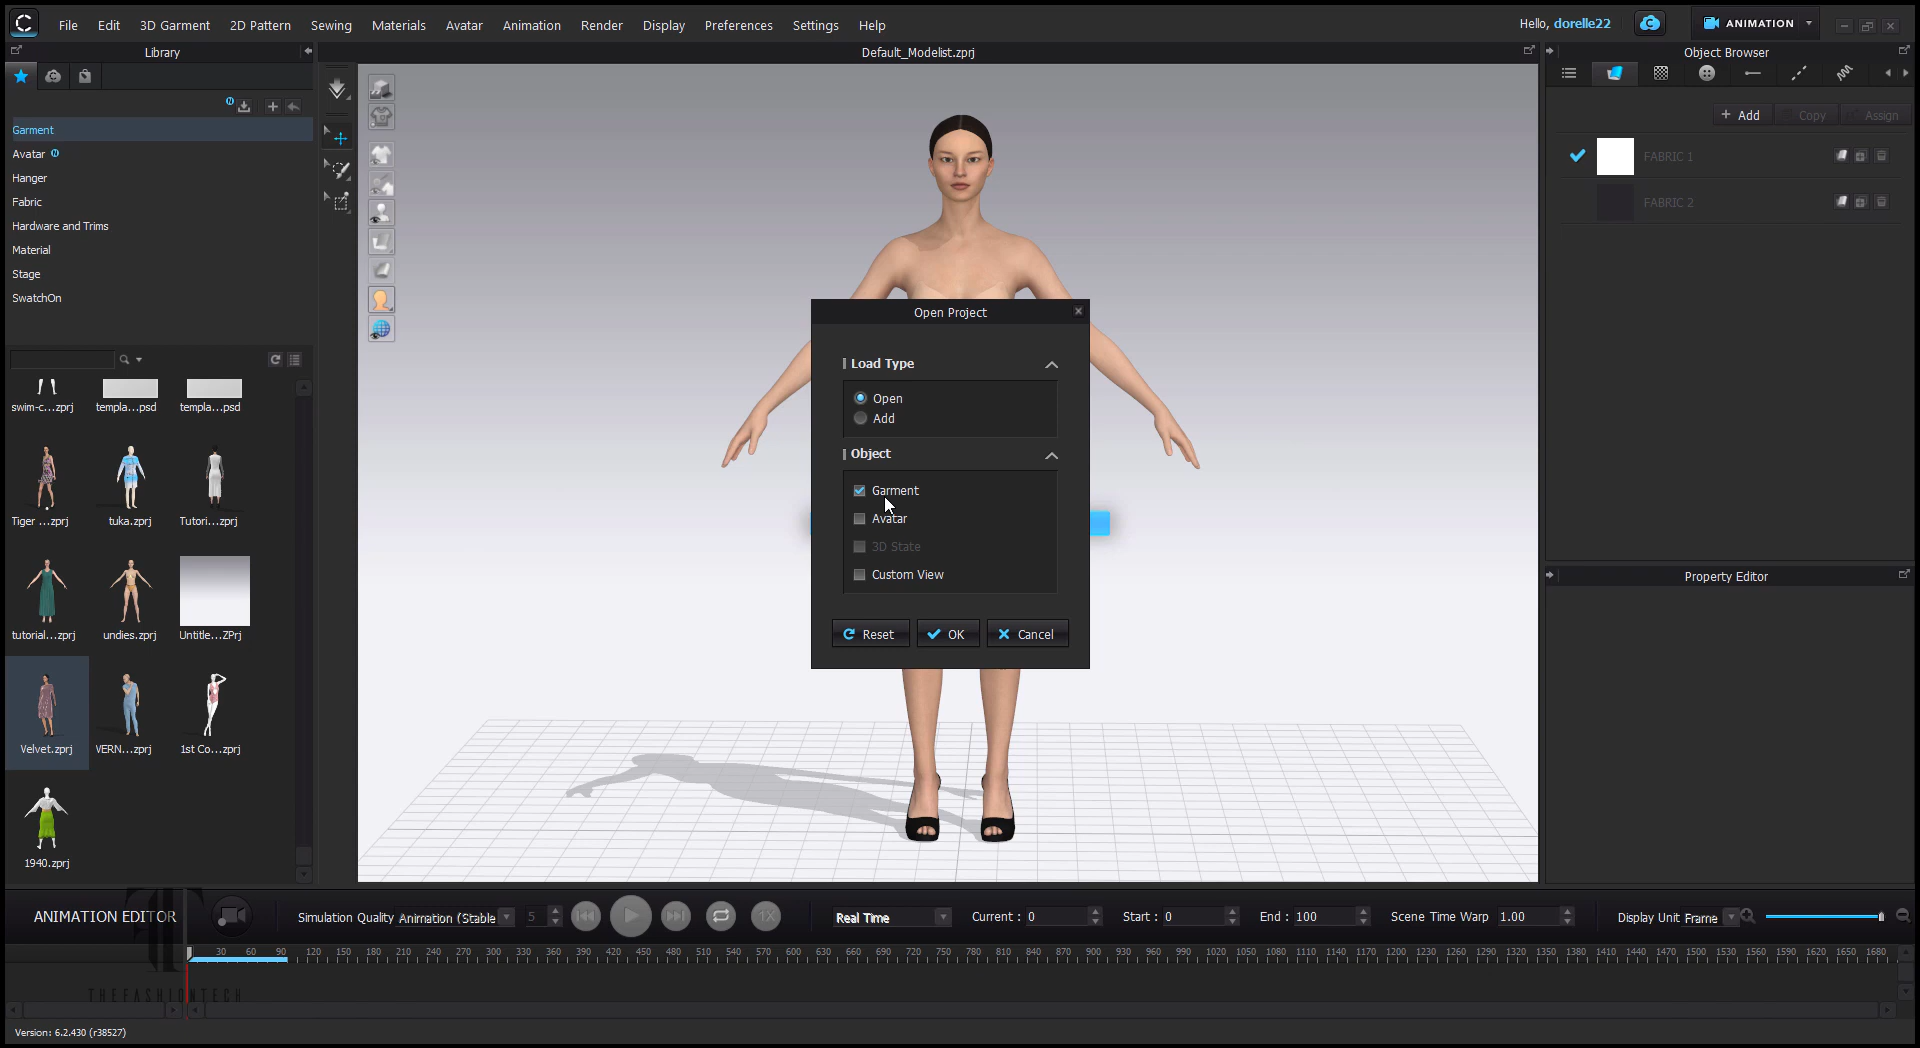 File Edit 3D Garment 2D Pattern Sewing Materials Avatar Animation Render Display Preferences Settings Help
Hello, dorelle22
ANIMATION
Library
Default_Modelist.zprj
Object Browser
+ Add Copy Assign
Garment
Avatar
Hanger
Fabric
Hardware and Trims
Material
Stage
SwatchOn
FABRIC 1
FABRIC 2
swim-c...zprj templa...psd templa...psd
Tiger ...zprj tuka.zprj Tutori...zprj
tutorial...zprj undies.zprj Untitle...ZPrj
Velvet.zprj VERN...zprj 1st Co...zprj
1940.zprj
Open Project
Load Type
Open
Add
Object
Garment
Avatar
3D State
Custom View
Reset OK Cancel
Property Editor
ANIMATION EDITOR
Simulation Quality Animation (Stable 5 1X Real Time Current : 0 Start : 0 End : 100 Scene Time Warp 1.00 Display Unit Frame
30 60 90 120 150 180 210 240 270 300 330 360 390 420 450 480 510 540 570 600 630 660 690 720 750 780 810 840 870 900 930 960 990 1020 1050 1080 1110 1140 1170 1200 1230 1260 1290 1320 1350 1380 1410 1440 1470 1500 1530 1560 1590 1620 1650 1680
THEFASHIONTECH
Version: 6.2.430 (r38527)